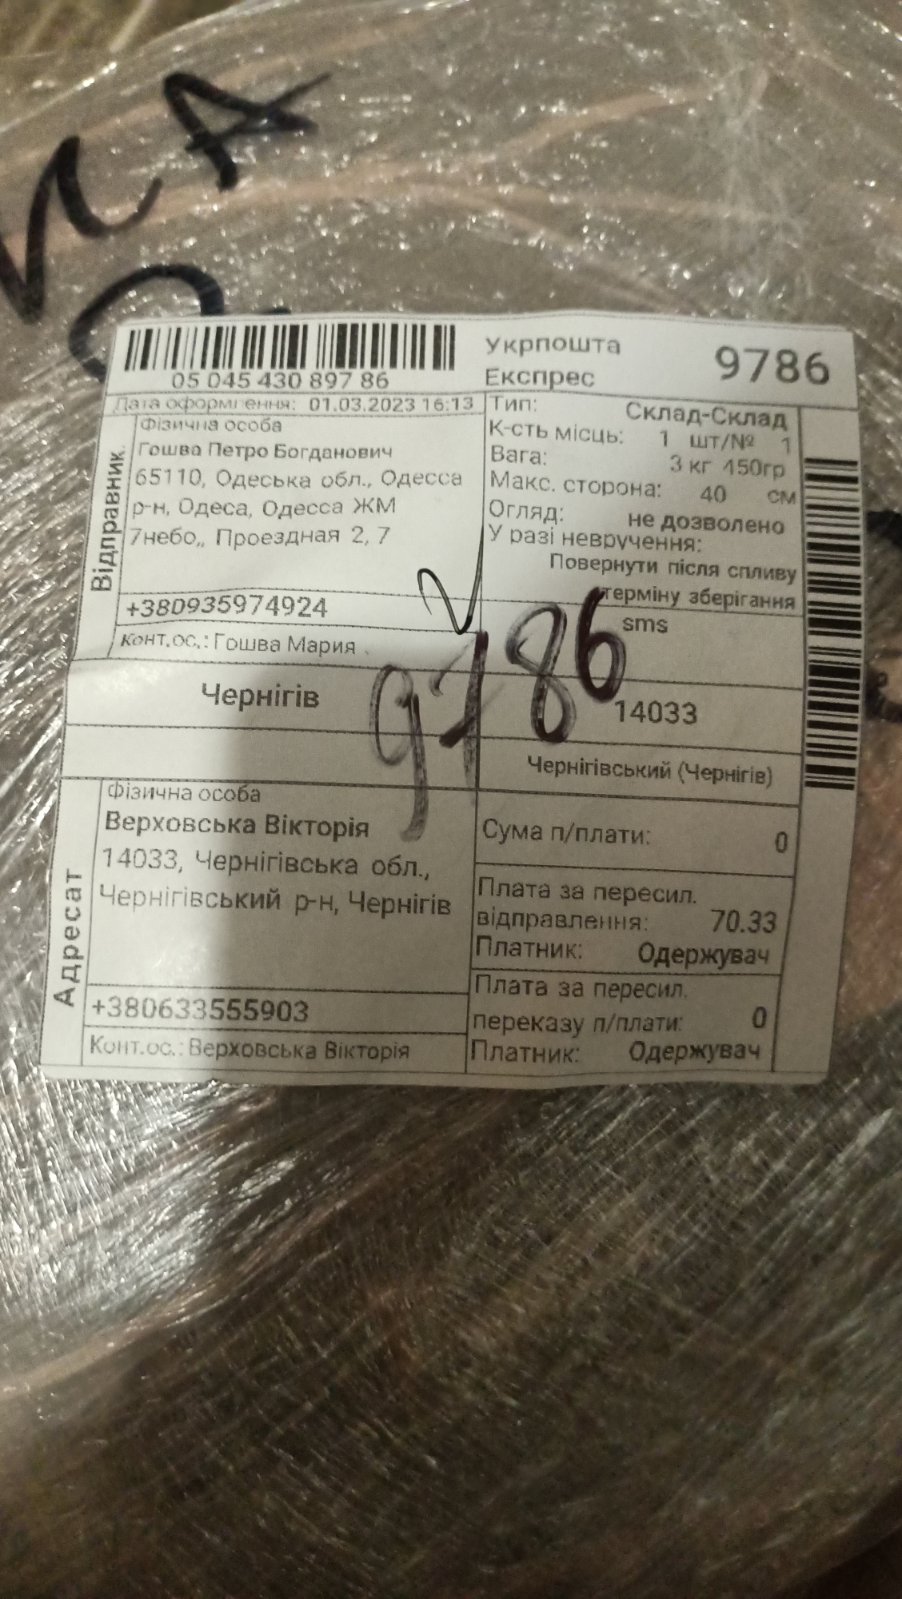 ИА
05 045 430 897 86
Укрпошта
Експрес
9786
Дата оформлення: 01.03.2023 16:13
Відправник.
Фізична особа
Гошва Петро Богданович
65110, Одеська обл., Одесса
р-н, Одеса, Одесса ЖМ
7небо,, Проездная 2, 7
+380935974924
конт.ос.: Гошва Мария
Тип: Склад-Склад
К-сть місць: 1 шт/№ 1
Вага: 3 кг 450гр
Макс. сторона: 40 см
Огляд: не дозволено
У разі невручення:
Повернути після спливу
терміну зберігання
sms
9786
Чернігів
14033
Чернігівський (Чернігів)
Адресат
Фізична особа
Верховська Вікторія
14033, Чернігівська обл.,
Чернігівський р-н, Чернігів
+380633555903
Конт.ос.: Верховська Вікторія
Сума п/плати: 0
Плата за пересил.
відправлення: 70.33
Платник: Одержувач
Плата за пересил.
переказу п/плати: 0
Платник: Одержувач